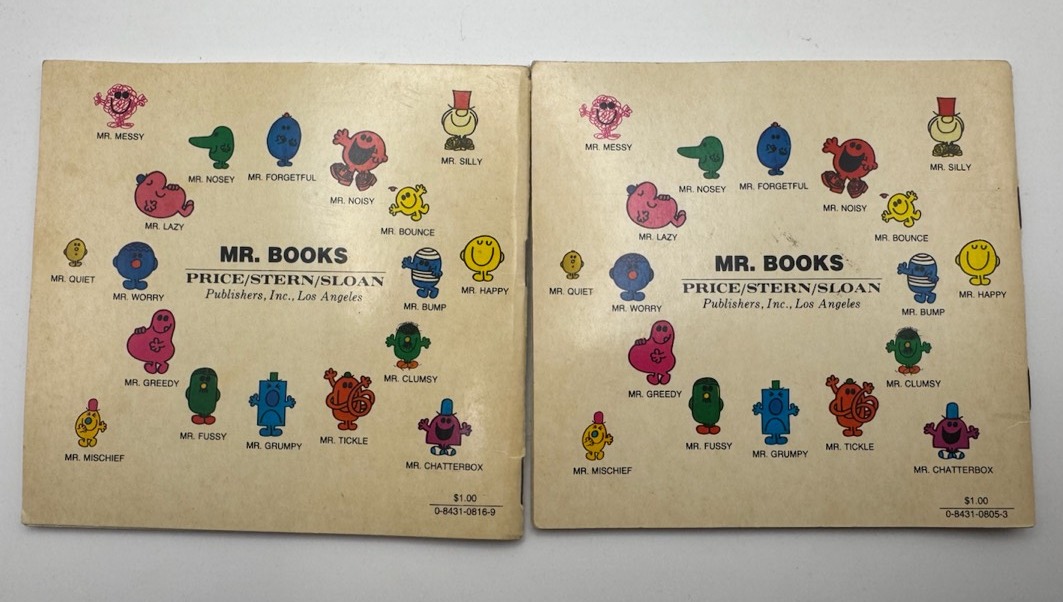 MR. MESSY
MR. NOSEY
MR. FORGETFUL
MR. NOISY
MR. SILLY
MR. LAZY
MR. BOUNCE
MR. QUIET
MR. WORRY
MR. BOOKS
PRICE/STERN/SLOAN
Publishers, Inc., Los Angeles
MR. BUMP
MR. HAPPY
MR. GREEDY
MR. CLUMSY
MR. FUSSY
MR. GRUMPY
MR. TICKLE
MR. MISCHIEF
MR. CHATTERBOX
$1.00
0-8431-0816-9
MR. MESSY
MR. NOSEY
MR. FORGETFUL
MR. NOISY
MR. SILLY
MR. LAZY
MR. BOUNCE
MR. QUIET
MR. WORRY
MR. BOOKS
PRICE/STERN/SLOAN
Publishers, Inc., Los Angeles
MR. BUMP
MR. HAPPY
MR. GREEDY
MR. CLUMSY
MR. FUSSY
MR. GRUMPY
MR. TICKLE
MR. MISCHIEF
MR. CHATTERBOX
$1.00
0-8431-0805-3